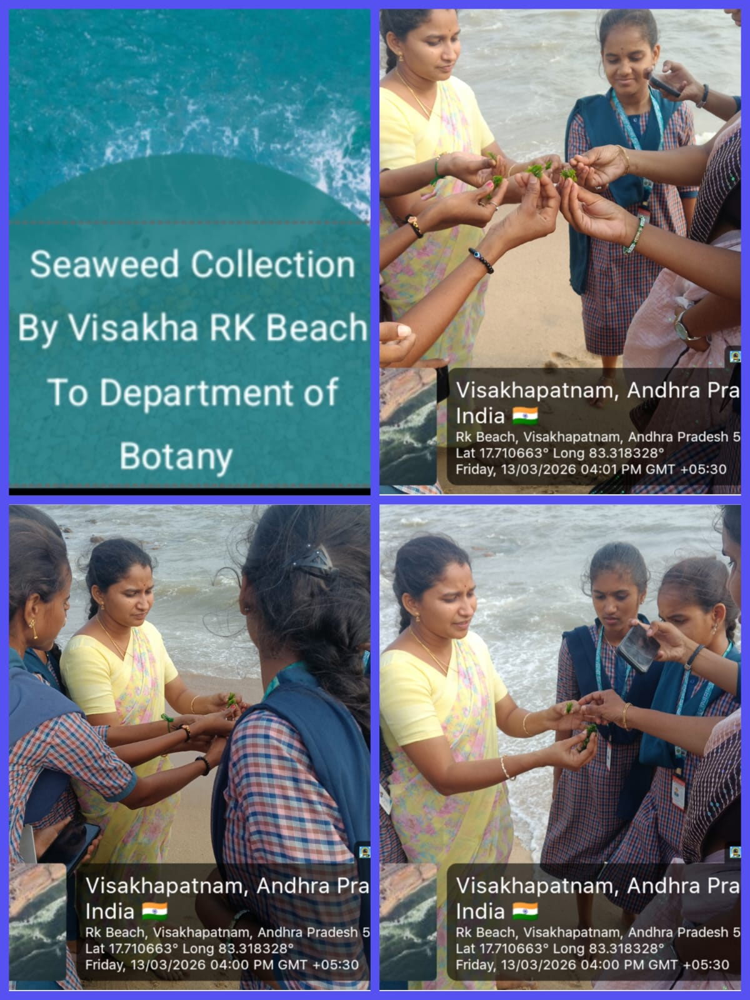 Seaweed Collection
By Visakha RK Beach
To Department of
Botany
Visakhapatnam, Andhra Pra
India
Rk Beach, Visakhapatnam, Andhra Pradesh 5
Lat 17.710663° Long 83.318328°
Friday, 13/03/2026 04:01 PM GMT +05:30
Visakhapatnam, Andhra Pra
India
Rk Beach, Visakhapatnam, Andhra Pradesh 5
Lat 17.710663° Long 83.318328°
Friday, 13/03/2026 04:00 PM GMT +05:30
Visakhapatnam, Andhra Pra
India
Rk Beach, Visakhapatnam, Andhra Pradesh 5
Lat 17.710663° Long 83.318328°
Friday, 13/03/2026 04:00 PM GMT +05:30